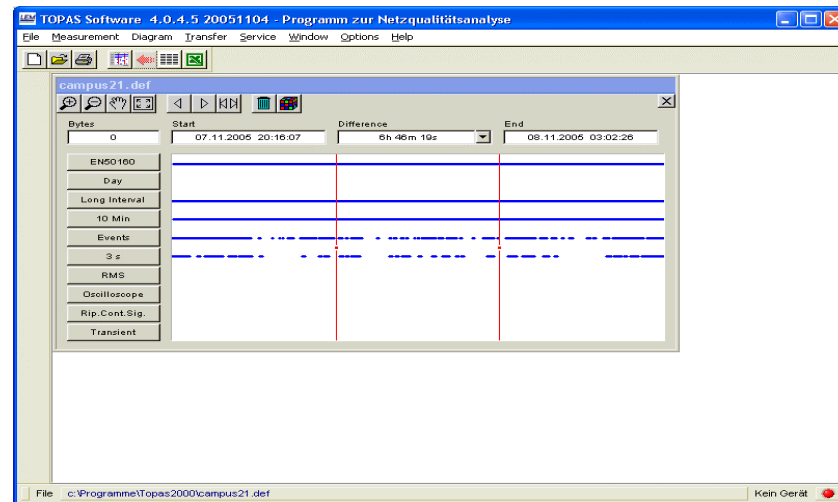 LEM TOPAS Software 4.0.4.5 20051104 - Programm zur Netzqualitätsanalyse
File Measurement Diagram Transfer Service Window Options Help
campus21.def
Bytes Start Difference End
0 07.11.2005 20:16:07 6h 46m 19s 08.11.2005 03:02:26
EN50160
Day
Long Interval
10 Min
Events
3 s
RMS
Oscilloscope
Rip.Cont.Sig.
Transient
File c:\Programme\Topas2000\campus21.def Kein Gerät